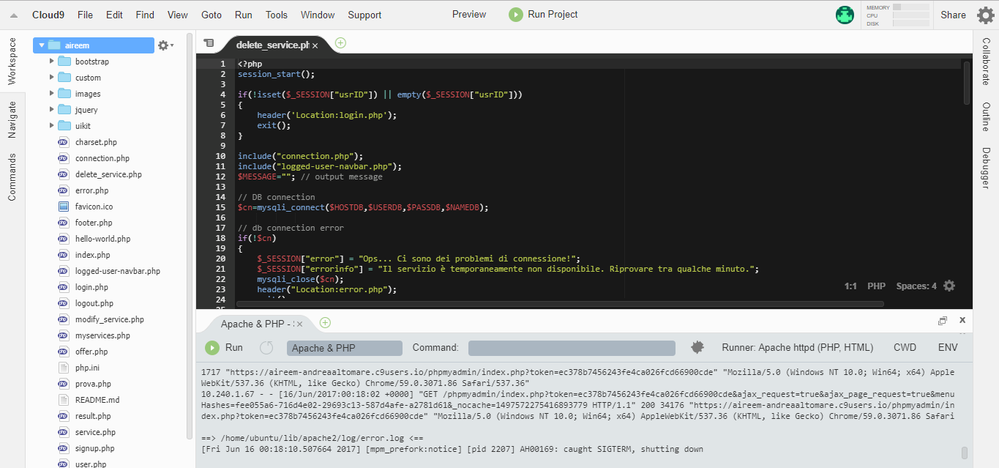 Cloud9 File Edit Find View Goto Run Tools Window Support Preview Run Project MEMORY CPU DISK Share
Workspace
Navigate
Commands
aireem
bootstrap
custom
images
jquery
uikit
charset.php
connection.php
delete_service.php
error.php
favicon.ico
footer.php
hello-world.php
index.php
logged-user-navbar.php
login.php
logout.php
modify_service.php
myservices.php
offer.php
php.ini
prova.php
README.md
result.php
service.php
signup.php
user.php
delete_service.ph
1 <?php
2 session_start();
3
4 if(!isset($_SESSION["usrID"]) || empty($_SESSION["usrID"]))
5 {
6 header('Location:login.php');
7 exit();
8 }
9
10 include("connection.php");
11 include("logged-user-navbar.php");
12 $MESSAGE=""; // output message
13
14 // DB connection
15 $cn=mysqli_connect($HOSTDB,$USERDB,$PASSDB,$NAMEDB);
16
17 // db connection error
18 if(!$cn)
19 {
20 $_SESSION["error"] = "Ops... Ci sono dei problemi di connessione!";
21 $_SESSION["errorinfo"] = "Il servizio è temporaneamente non disponibile. Riprovare tra qualche minuto.";
22 mysqli_close($cn);
23 header("Location:error.php");
24
25
1:1 PHP Spaces: 4
Collaborate
Outline
Debugger
Apache & PHP -
Run Apache & PHP Command: Runner: Apache httpd (PHP, HTML) CWD ENV
1717 "https://aireem-andreaaltomare.c9users.io/phpmyadmin/index.php?token=ec378b7456243fe4ca026fcd66900cde" "Mozilla/5.0 (Windows NT 10.0; Win64; x64) Apple
WebKit/537.36 (KHTML, like Gecko) Chrome/59.0.3071.86 Safari/537.36"
10.240.1.67 - - [16/Jun/2017:00:18:02 +0000] "GET /phpmyadmin/index.php?token=ec378b7456243fe4ca026fcd66900cde&ajax_request=true&ajax_page_request=true&menu
Hashes=fee055a6-716d4e02-29693c13-587d4afe-a2781d61&_nocache=1497572275416893779 HTTP/1.1" 200 34176 "https://aireem-andreaaltomare.c9users.io/phpmyadmin/in
dex.php?token=ec378b7456243fe4ca026fcd66900cde" "Mozilla/5.0 (Windows NT 10.0; Win64; x64) AppleWebKit/537.36 (KHTML, like Gecko) Chrome/59.0.3071.86 Safari
==> /home/ubuntu/lib/apache2/log/error.log <==
[Fri Jun 16 00:18:10.507664 2017] [mpm_prefork:notice] [pid 2207] AH00169: caught SIGTERM, shutting down